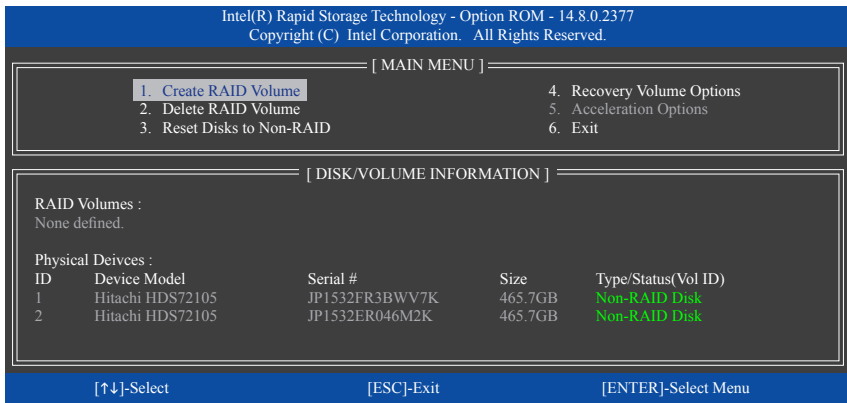 Intel(R) Rapid Storage Technology - Option ROM - 14.8.0.2377
Copyright (C) Intel Corporation. All Rights Reserved.
[ MAIN MENU ]
1. Create RAID Volume
2. Delete RAID Volume
3. Reset Disks to Non-RAID
4. Recovery Volume Options
5. Acceleration Options
6. Exit
[ DISK/VOLUME INFORMATION ]
RAID Volumes :
None defined.
Physical Deivces :
ID Device Model Serial # Size Type/Status(Vol ID)
1 Hitachi HDS72105 JP1532FR3BWV7K 465.7GB Non-RAID Disk
2 Hitachi HDS72105 JP1532ER046M2K 465.7GB Non-RAID Disk
[↑↓]-Select [ESC]-Exit [ENTER]-Select Menu